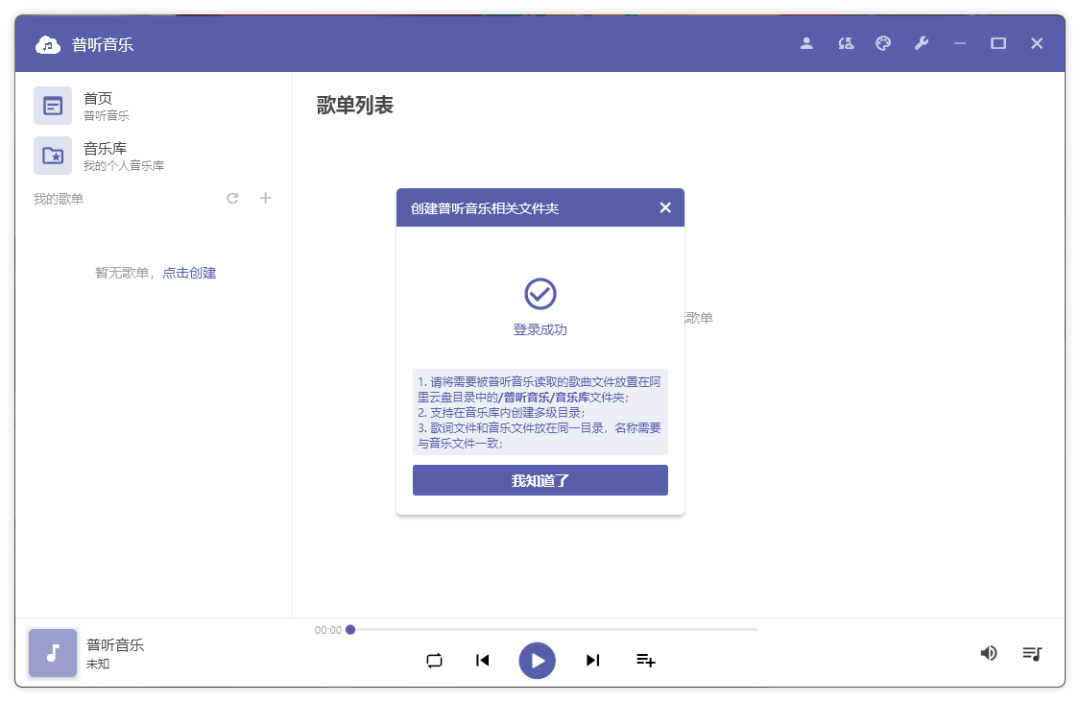 普听音乐
首页
普听音乐
音乐库
我的个人音乐库
我的歌单
暂无歌单，点击创建
歌单列表
歌单
创建普听音乐相关文件夹
登录成功
1. 请将需要被普听音乐读取的歌曲文件放置在阿
里云盘目录中的/普听音乐/音乐库文件夹;
2. 支持在音乐库内创建多级目录;
3. 歌词文件和音乐文件放在同一目录，名称需要
与音乐文件一致;
我知道了
普听音乐
未知
00:00